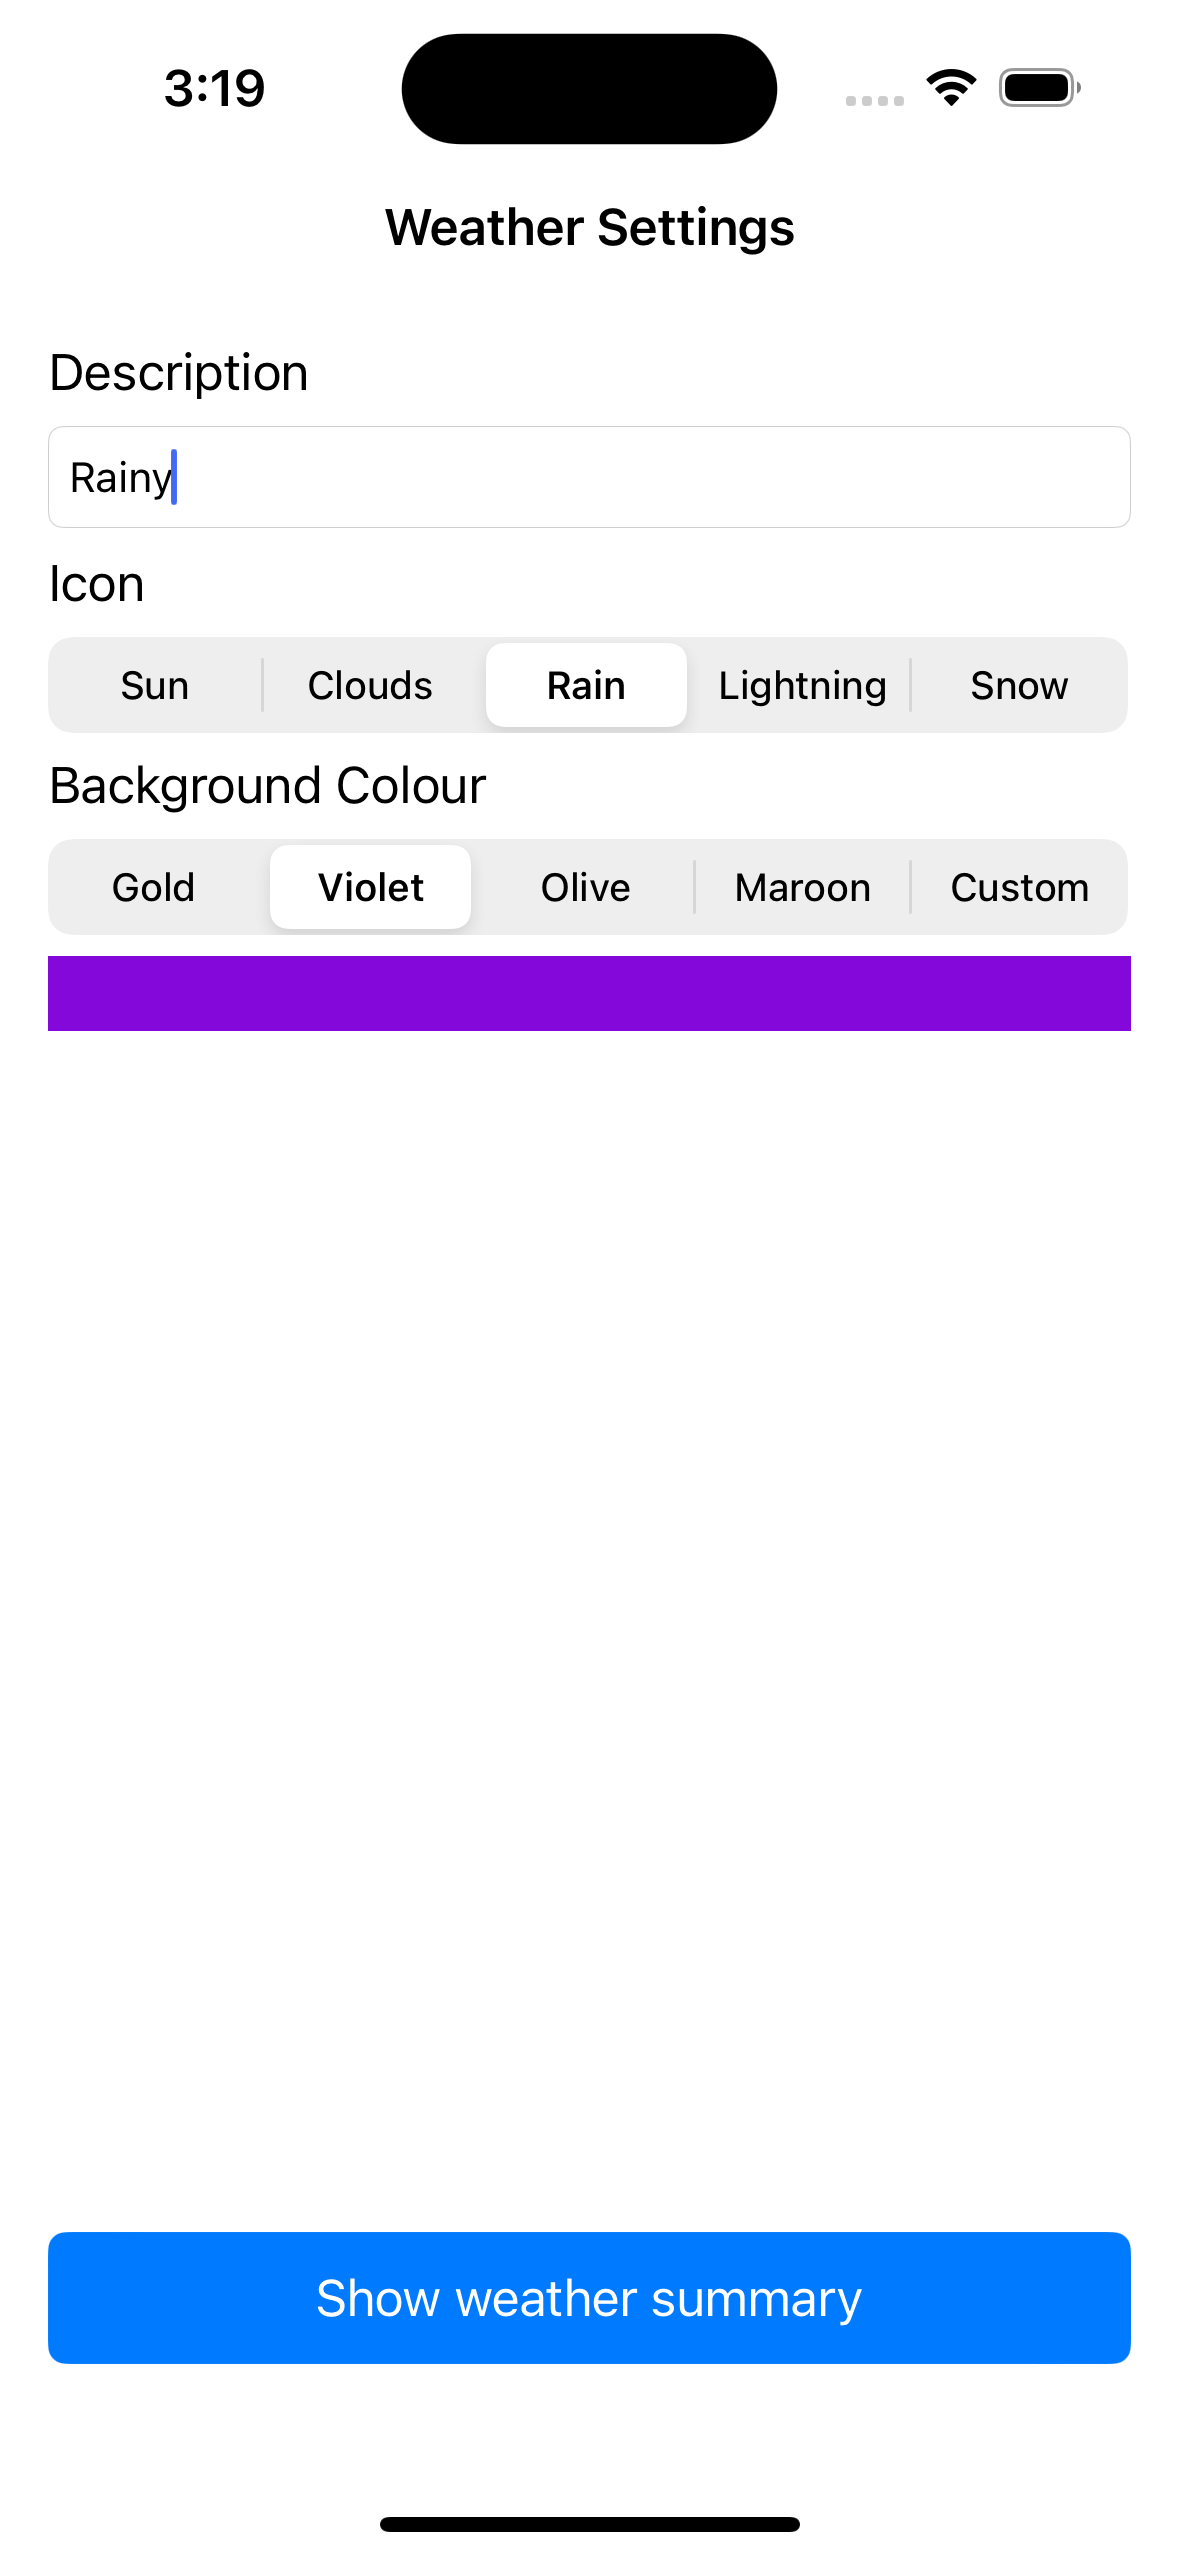 3:19
Weather Settings
Description
Rainy
Icon
Sun Clouds Rain Lightning Snow
Background Colour
Gold Violet Olive Maroon Custom
Show weather summary